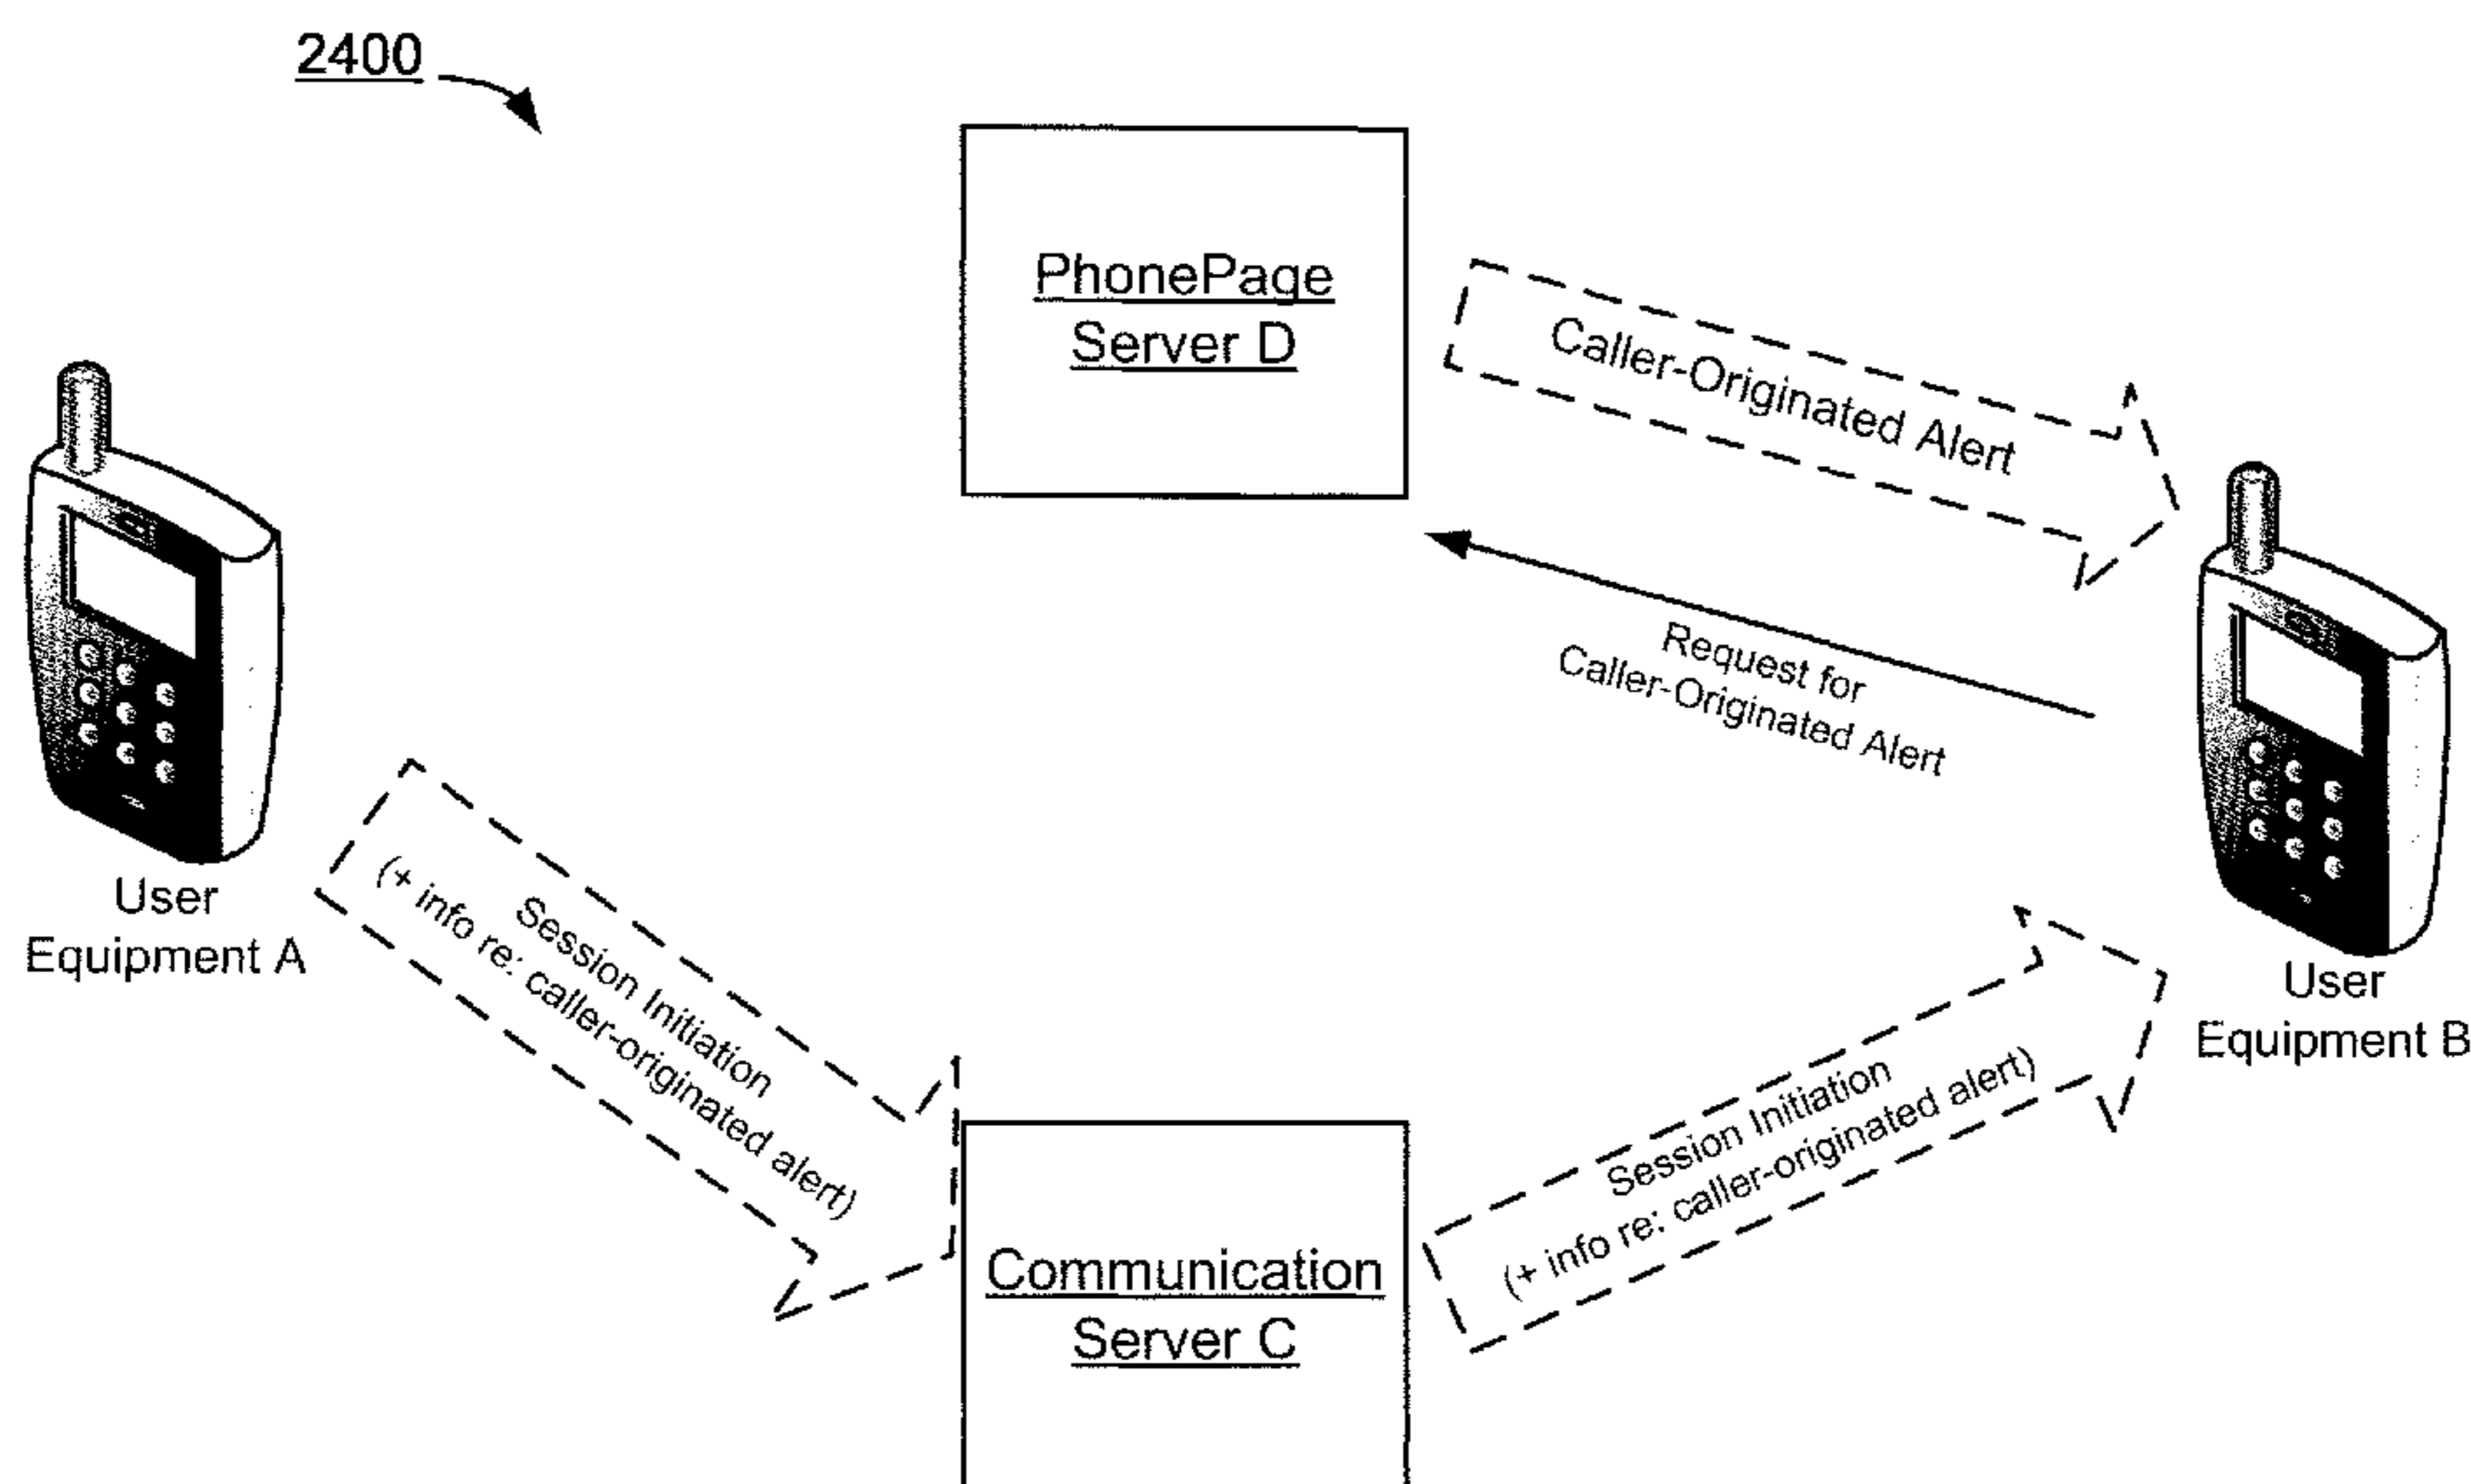 2400
PhonePage
Server D
Caller-Originated Alert
Request for
Caller-Originated Alert
User
Equipment A
User
Equipment B
Session Initiation
(+ info re: caller-originated alert)
Session Initiation
(+ info re: caller-originated alert)
Communication
Server C